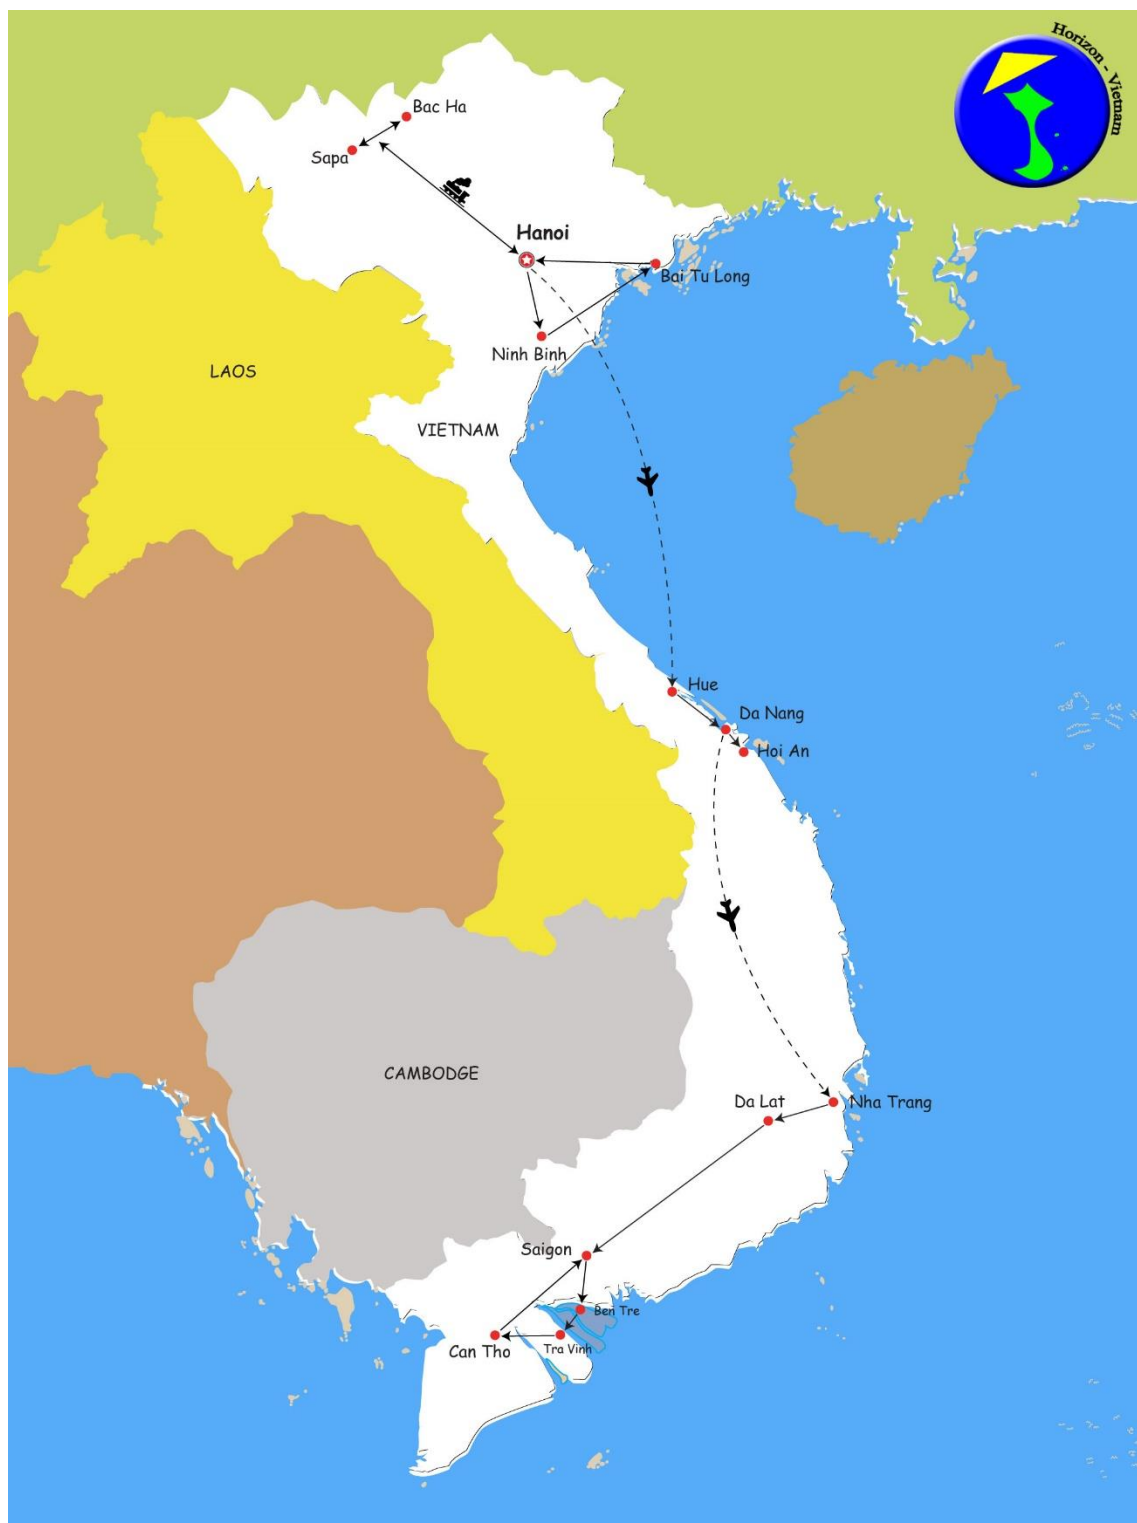 Horizon - Vietnam
Bac Ha
Sapa
Hanoi
Bai Tu Long
Ninh Binh
LAOS
VIETNAM
Hue
Da Nang
Hoi An
CAMBODGE
Da Lat
Nha Trang
Saigon
Ben Tre
Can Tho
Tra Vinh